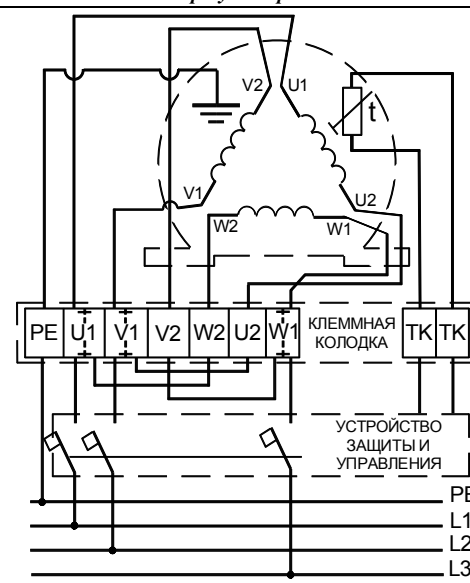 V2 U1
t
V1
U2
W2
W1
PE U1 V1 V2 W2 U2 W1
КЛЕММНАЯ
КОЛОДКА
TK TK
УСТРОЙСТВО
ЗАЩИТЫ И
УПРАВЛЕНИЯ
PE
L1
L2
L3